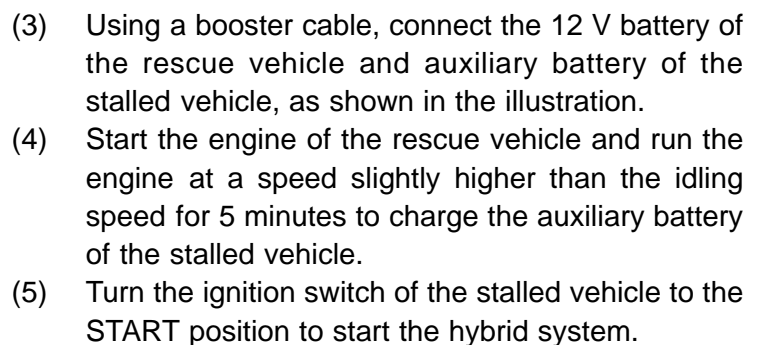 (3) Using a booster cable, connect the 12 V battery of
the rescue vehicle and auxiliary battery of the
stalled vehicle, as shown in the illustration.
(4) Start the engine of the rescue vehicle and run the
engine at a speed slightly higher than the idling
speed for 5 minutes to charge the auxiliary battery
of the stalled vehicle.
(5) Turn the ignition switch of the stalled vehicle to the
START position to start the hybrid system.